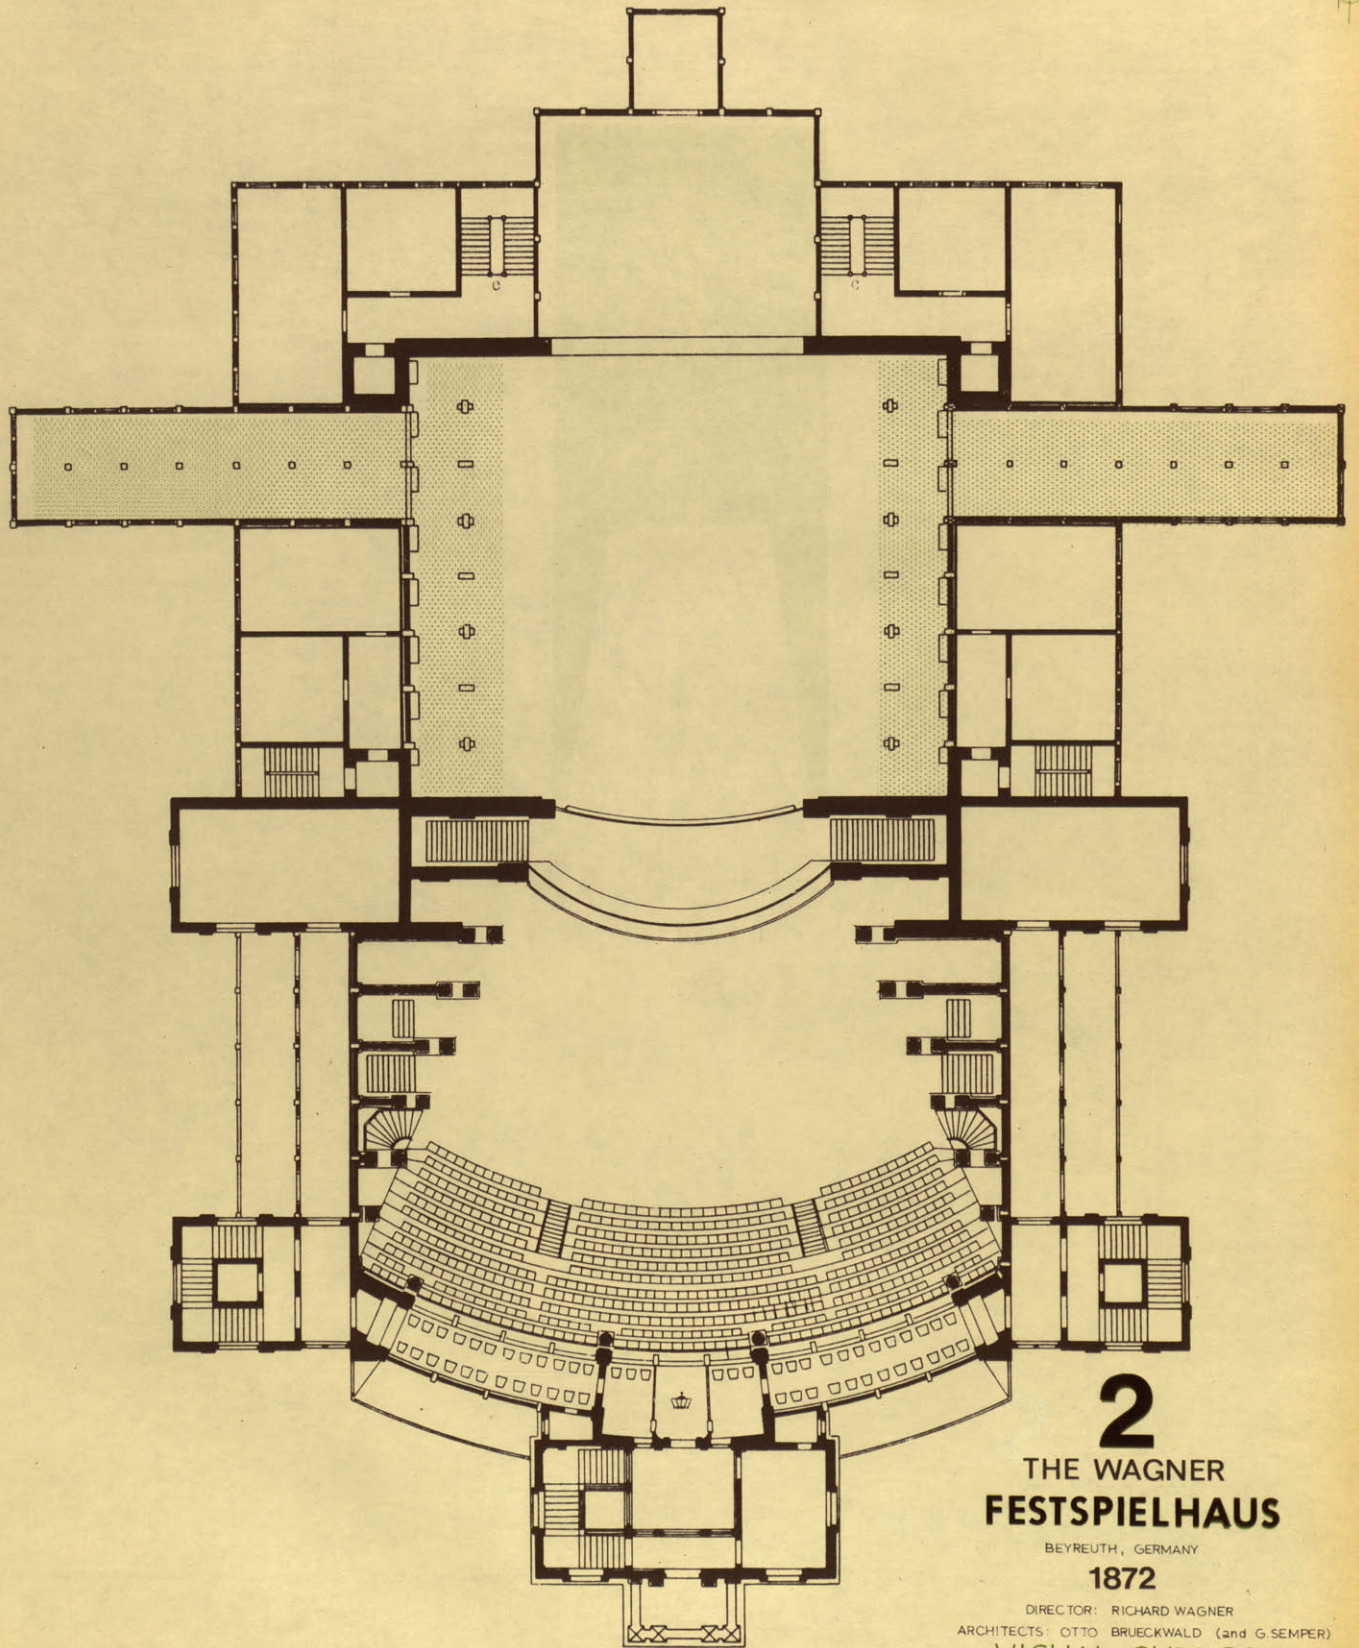 2
THE WAGNER
FESTSPIELHAUS
BEYREUTH, GERMANY
1872
DIRECTOR: RICHARD WAGNER
ARCHITECTS: OTTO BRUECKWALD (and G. SEMPER)